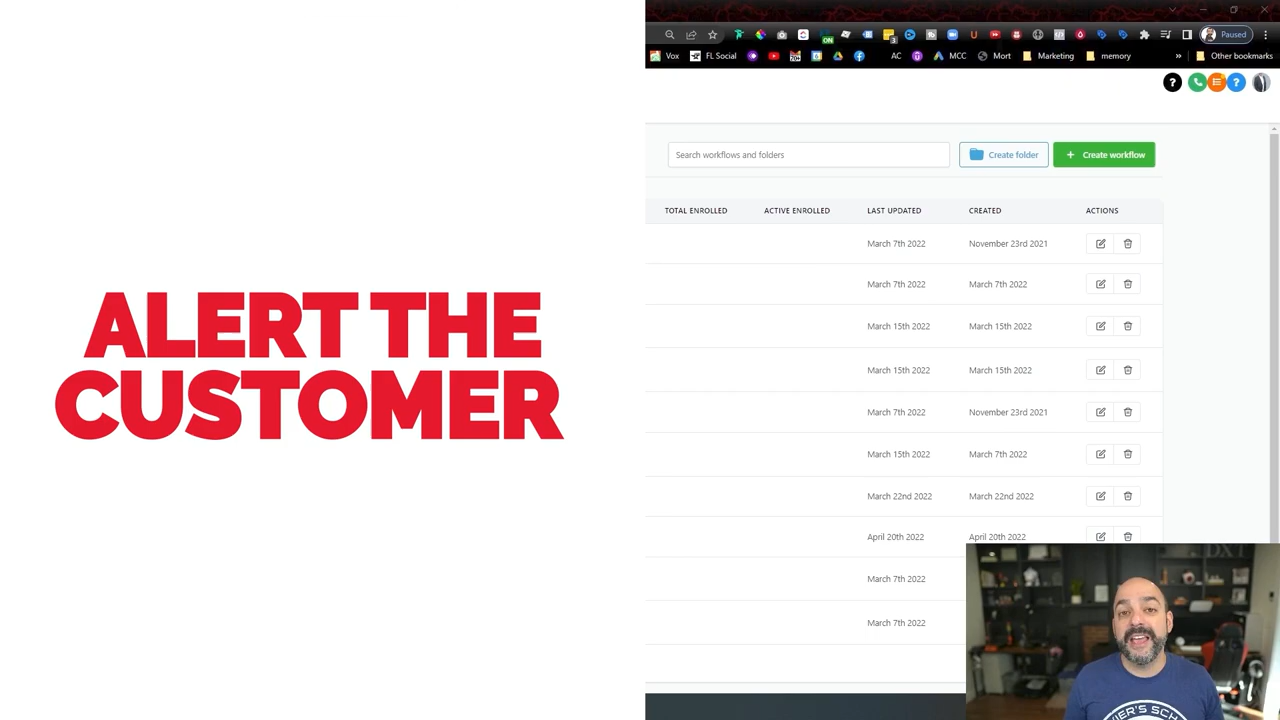 ALERT THE
CUSTOMER
ON
3
Paused
Vox
FL Social
AC
MCC
Mort
Marketing
memory
»
Other bookmarks
Search workflows and folders
Create folder
+ Create workflow
TOTAL ENROLLED
ACTIVE ENROLLED
LAST UPDATED
CREATED
ACTIONS
March 7th 2022
November 23rd 2021
March 7th 2022
March 7th 2022
March 15th 2022
March 15th 2022
March 15th 2022
March 15th 2022
March 7th 2022
November 23rd 2021
March 15th 2022
March 7th 2022
March 22nd 2022
March 22nd 2022
April 20th 2022
April 20th 2022
March 7th 2022
March 7th 2022
DXT